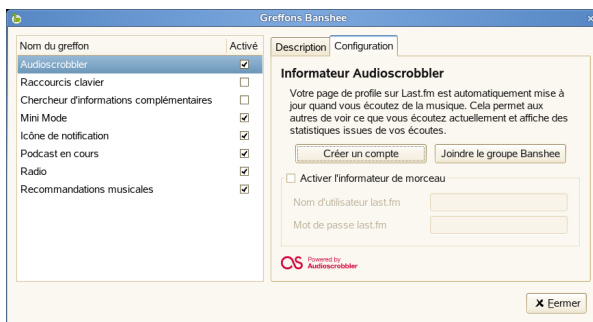 Greffons Banshee
Nom du greffon Activé
Audioscrobbler
Raccourcis clavier
Chercheur d'informations complémentaires
Mini Mode
Icône de notification
Podcast en cours
Radio
Recommandations musicales
Description Configuration
Informateur Audioscrobbler
Votre page de profile sur Last.fm est automatiquement mise à
jour quand vous écoutez de la musique. Cela permet aux
autres de voir ce que vous écoutez actuellement et affiche des
statistiques issues de vos écoutes.
Créer un compte Joindre le groupe Banshee
Activer l'informateur de morceau
Nom d'utilisateur last.fm
Mot de passe last.fm
Powered by
Audioscrobbler
Fermer